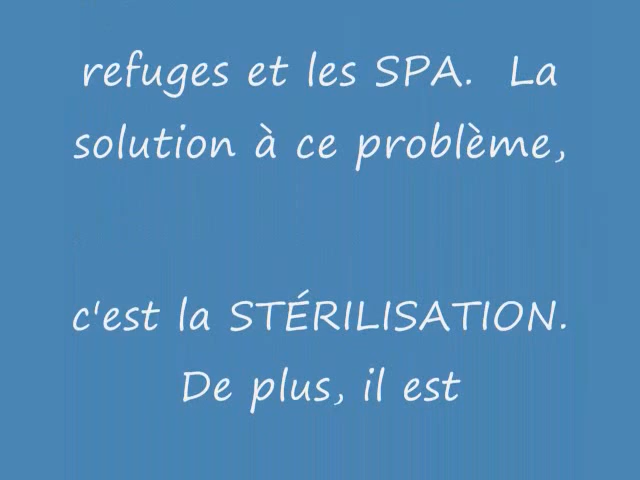 refuges et les SPA. La
solution à ce problème,
c'est la STÉRILISATION.
De plus, il est